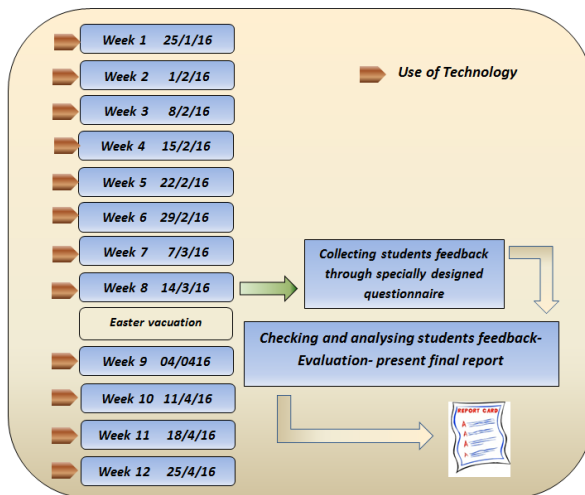 Week 1 25/1/16
Week 2 1/2/16
Use of Technology
Week 3 8/2/16
Week 4 15/2/16
Week 5 22/2/16
Week 6 29/2/16
Week 7 7/3/16
Week 8 14/3/16
Collecting students feedback
through specially designed
questionnaire
Easter vacuation
Checking and analysing students feedback-
Evaluation- present final report
Week 9 04/0416
Week 10 11/4/16
Week 11 18/4/16
Week 12 25/4/16
REPORT CARD
A
A
A
A